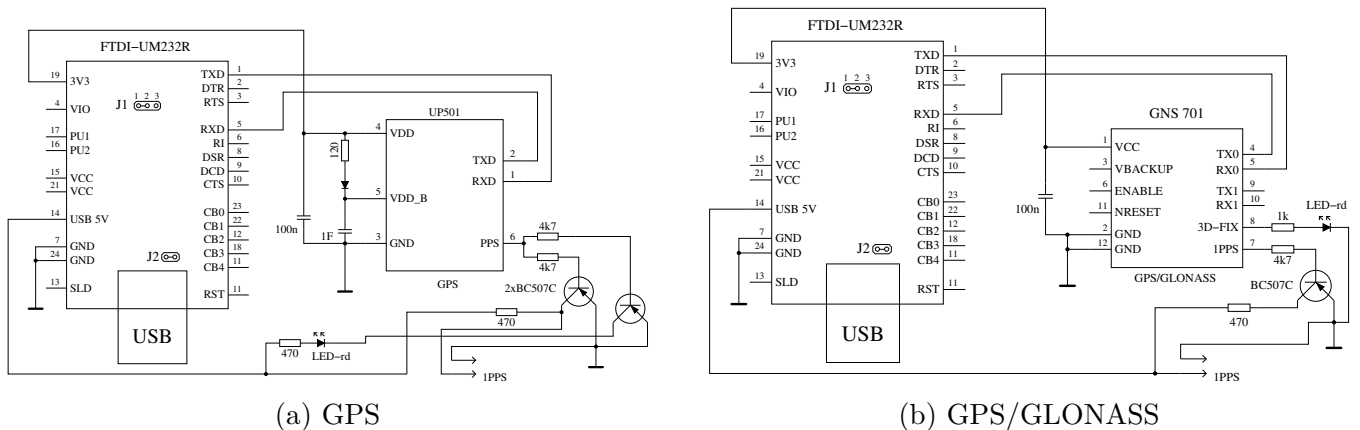 FTDI−UM232R
19 3V3
4 VIO
17 PU1
16 PU2
15 VCC
21 VCC
14 USB 5V
7 GND
24 GND
13 SLD
J1
1 2 3
J2
TXD 1
DTR 2
RTS 3
RXD 5
RI 6
DSR 8
DCD 9
CTS 10
CB0 23
CB1 22
CB2 12
CB3 18
CB4 11
RST 11
USB
100n
120
1F
UP501
4 VDD
5 VDD_B
3 GND
TXD 2
RXD 1
PPS 6
GPS
4k7
4k7
2xBC507C
470
470
LED−rd
1PPS
(a) GPS
FTDI−UM232R
19 3V3
4 VIO
17 PU1
16 PU2
15 VCC
21 VCC
14 USB 5V
7 GND
24 GND
13 SLD
J1
1 2 3
J2
TXD 1
DTR 2
RTS 3
RXD 5
RI 6
DSR 8
DCD 9
CTS 10
CB0 23
CB1 22
CB2 12
CB3 18
CB4 11
RST 11
USB
100n
GNS 701
1 VCC
3 VBACKUP
6 ENABLE
11 NRESET
2 GND
12 GND
TX0 4
RX0 5
TX1 9
RX1 10
3D−FIX 8
1PPS 7
GPS/GLONASS
LED−rd
1k
4k7
BC507C
470
1PPS
(b) GPS/GLONASS